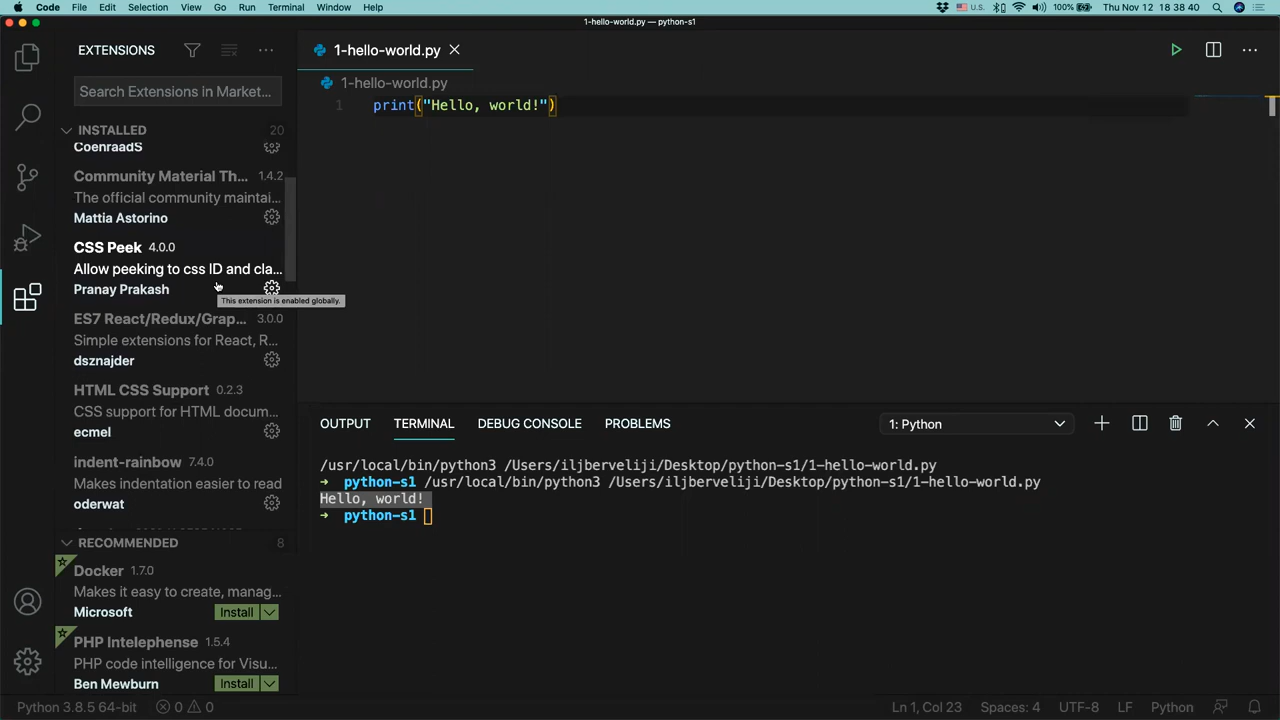 Code File Edit Selection View Go Run Terminal Window Help U.S. 100% Thu Nov 12 18 38 40
1-hello-world.py — python-s1
EXTENSIONS
1-hello-world.py
1-hello-world.py
Search Extensions in Market...
1 print("Hello, world!")
INSTALLED 20
CoenraadS
Community Material Th... 1.4.2
The official community maintai...
Mattia Astorino
CSS Peek 4.0.0
Allow peeking to css ID and cla...
Pranay Prakash
This extension is enabled globally.
ES7 React/Redux/Grap... 3.0.0
Simple extensions for React, R...
dsznajder
HTML CSS Support 0.2.3
CSS support for HTML docum...
ecmel
indent-rainbow 7.4.0
Makes indentation easier to read
oderwat
RECOMMENDED 8
Docker 1.7.0
Makes it easy to create, manag...
Microsoft Install
PHP Intelephense 1.5.4
PHP code intelligence for Visu...
Ben Mewburn Install
OUTPUT TERMINAL DEBUG CONSOLE PROBLEMS 1: Python
/usr/local/bin/python3 /Users/iljberveliji/Desktop/python-s1/1-hello-world.py
→ python-s1 /usr/local/bin/python3 /Users/iljberveliji/Desktop/python-s1/1-hello-world.py
Hello, world!
→ python-s1
Python 3.8.5 64-bit 0 0 Ln 1, Col 23 Spaces: 4 UTF-8 LF Python